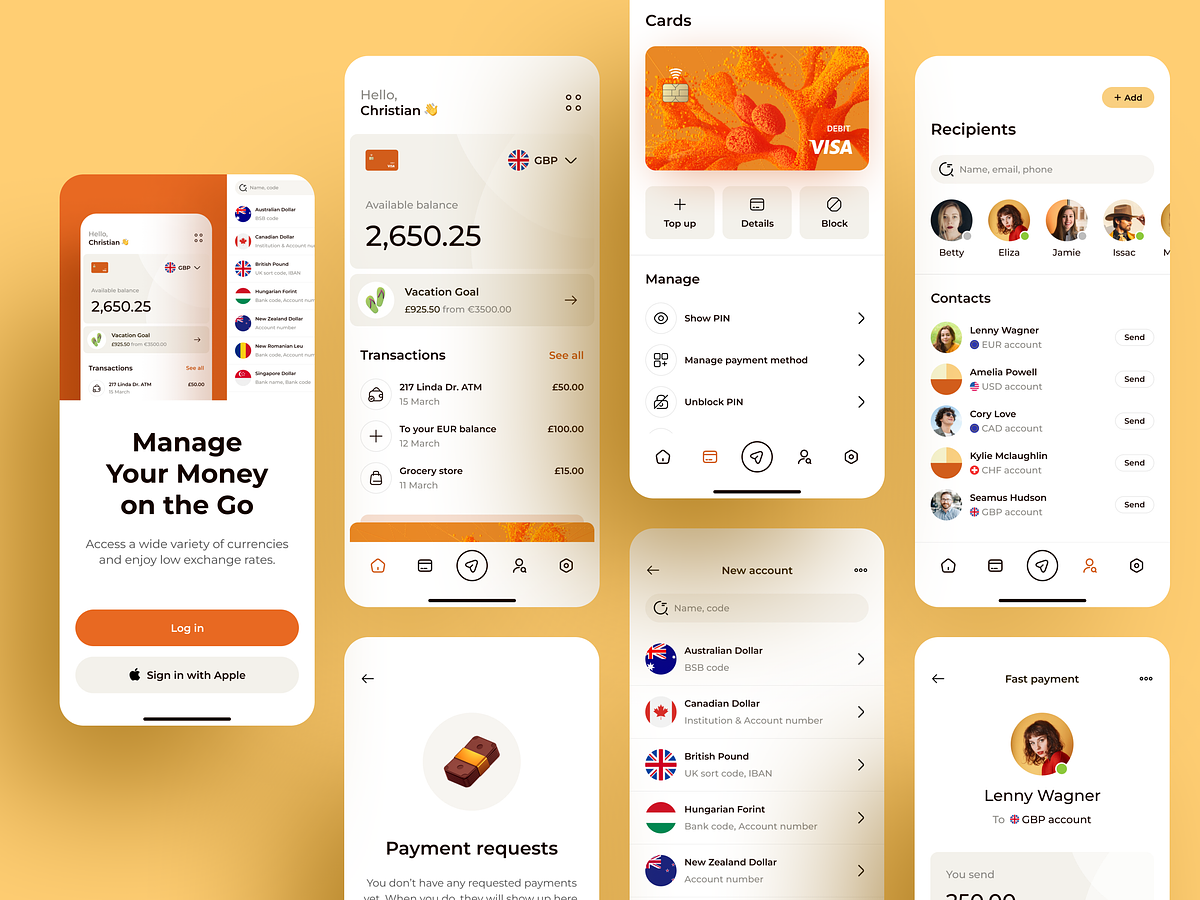 Hello,
Christian 👋
GBP
Available balance
2,650.25
Vacation Goal
£925.50 from €3500.00
→
Transactions
See all
217 Linda Dr. ATM
£50.00
15 March
Name, code
Australian Dollar
BSB code
Canadian Dollar
Institution & Account num
British Pound
UK sort code, IBAN
Hungarian Forint
Bank code, Account num
New Zealand Dollar
Account number
New Romanian Leu
Bank code, Account num
Singapore Dollar
Bank name, Bank code
Manage
Your Money
on the Go
Access a wide variety of currencies
and enjoy low exchange rates.
Log in
Sign in with Apple
Hello,
Christian 👋
GBP
Available balance
2,650.25
Vacation Goal
£925.50 from €3500.00
Transactions
See all
217 Linda Dr. ATM
£50.00
15 March
To your EUR balance
£100.00
12 March
Grocery store
£15.00
11 March
Payment requests
You don't have any requested payments
yet. When you do, they will show up here
Cards
DEBIT
VISA
Top up
Details
Block
Manage
Show PIN
Manage payment method
Unblock PIN
New account
Name, code
Australian Dollar
BSB code
Canadian Dollar
Institution & Account number
British Pound
UK sort code, IBAN
Hungarian Forint
Bank code, Account number
New Zealand Dollar
Account number
+ Add
Recipients
Name, email, phone
Betty
Eliza
Jamie
Issac
M
Contacts
Lenny Wagner
EUR account
Send
Amelia Powell
USD account
Send
Cory Love
CAD account
Send
Kylie Mclaughlin
CHF account
Send
Seamus Hudson
GBP account
Send
Fast payment
Lenny Wagner
To GBP account
You send
250.00